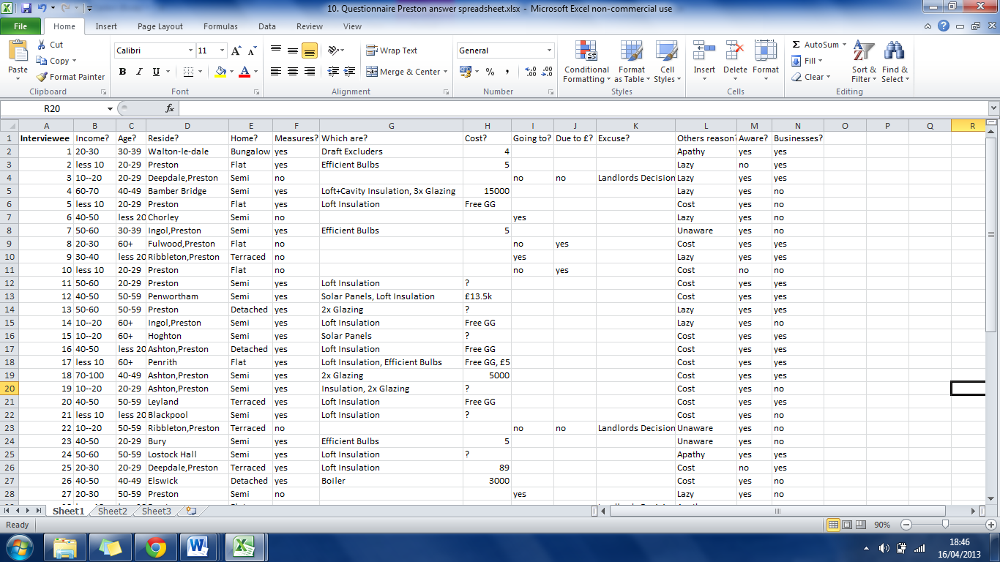 10. Questionnaire Preston answer spreadsheet.xlsx - Microsoft Excel non-commercial use
File Home Insert Page Layout Formulas Data Review View
Paste Cut Copy Format Painter Clipboard
Calibri 11 B I U Font
Wrap Text Merge & Center Alignment
General % , Number
Conditional Formatting Format as Table Cell Styles Styles
Insert Delete Format Cells
Σ AutoSum Fill Clear Sort & Filter Find & Select Editing
R20 fx
A B C D E F G H I J K L M N O P Q R
1 Interviewee Income? Age? Reside? Home? Measures? Which are? Cost? Going to? Due to £? Excuse? Others reason? Aware? Businesses?
2 1 20-30 30-39 Walton-le-dale Bungalow yes Draft Excluders 4 Apathy yes yes
3 2 less 10 20-29 Preston Flat yes Efficient Bulbs 5 Lazy no yes
4 3 10--20 20-29 Deepdale,Preston Semi no no no Landlords Decision Lazy yes yes
5 4 60-70 40-49 Bamber Bridge Semi yes Loft+Cavity Insulation, 3x Glazing 15000 Lazy yes no
6 5 less 10 20-29 Preston Flat yes Loft Insulation Free GG Cost yes no
7 6 40-50 less 20 Chorley Semi no yes Lazy yes no
8 7 50-60 30-39 Ingol,Preston Semi yes Efficient Bulbs 5 Unaware yes no
9 8 20-30 60+ Fulwood,Preston Flat no no yes Cost yes yes
10 9 30-40 less 20 Ribbleton,Preston Terraced no yes Lazy yes yes
11 10 less 10 20-29 Preston Flat no no yes Cost no no
12 11 50-60 20-29 Preston Semi yes Loft Insulation ? Cost yes yes
13 12 40-50 50-59 Penwortham Semi yes Solar Panels, Loft Insulation £13.5k Cost yes yes
14 13 50-60 50-59 Preston Detached yes 2x Glazing ? Lazy yes yes
15 14 10--20 60+ Ingol,Preston Semi yes Loft Insulation Free GG Lazy yes no
16 15 10--20 60+ Hoghton Semi yes Solar Panels ? Cost yes yes
17 16 40-50 less 20 Ashton,Preston Detached yes Loft Insulation Free GG Cost yes yes
18 17 less 10 60+ Penrith Flat yes Loft Insulation, Efficient Bulbs Free GG, £5 Cost yes yes
19 18 70-100 40-49 Ashton,Preston Semi yes 2x Glazing 5000 Cost yes yes
20 19 10--20 20-29 Ashton,Preston Semi yes Insulation, 2x Glazing ? Cost yes no
21 20 40-50 50-59 Leyland Terraced yes Loft Insulation Free GG Cost yes yes
22 21 less 10 less 20 Blackpool Semi yes Loft Insulation ? Cost yes no
23 22 10--20 50-59 Ribbleton,Preston Terraced no no no Landlords Decision Unaware yes no
24 23 40-50 20-29 Bury Semi yes Efficient Bulbs 5 Unaware yes no
25 24 50-60 50-59 Lostock Hall Semi yes Loft Insulation ? Apathy yes yes
26 25 20-30 20-29 Deepdale,Preston Terraced yes Loft Insulation 89 Cost no yes
27 26 40-50 40-49 Elswick Detached yes Boiler 3000 Cost yes no
28 27 20-30 50-59 Preston Semi no yes Lazy yes no
Sheet1 Sheet2 Sheet3
Ready 90%
18:46
16/04/2013